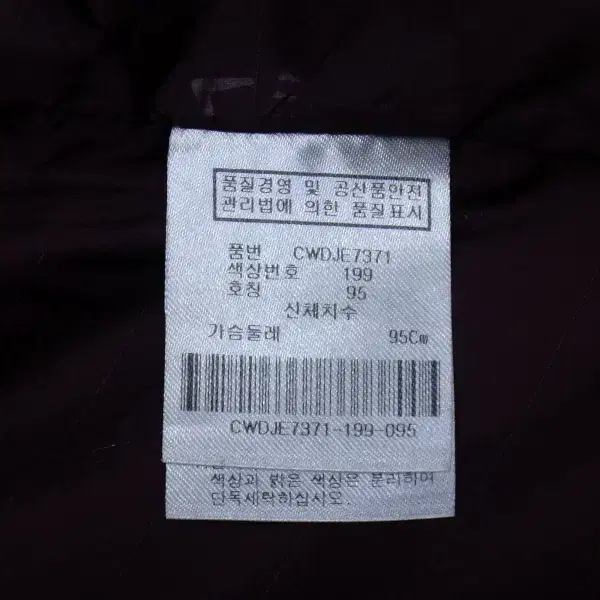 품질경영 및 공산품안전
관리법에 의한 품질표시
품번 CWDJE7371
색상번호 199
호칭 95
신체치수
가슴둘레 95Cm
CWDJE7371-199-095
색상과 밝은 색상은 분리하여
단독세탁하십시오.